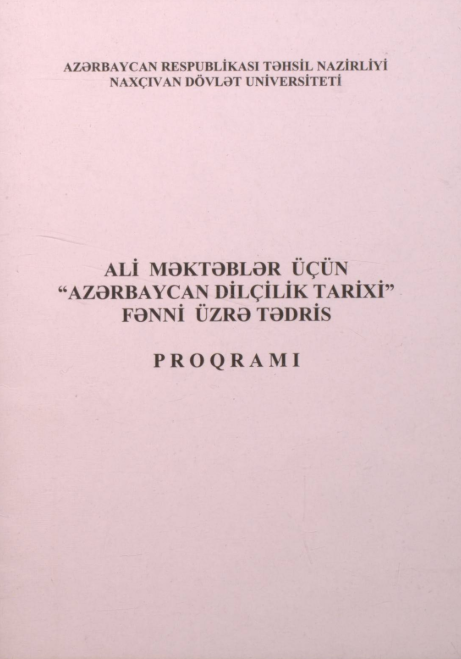 AZƏRBAYCAN RESPUBLİKASI TƏHSİL NAZİRLİYİ
NAXÇIVAN DÖVLƏT UNİVERSİTETİ
ALİ MƏKTƏBLƏR ÜÇÜN
“AZƏRBAYCAN DİLÇİLİK TARİXİ”
FƏNNİ ÜZRƏ TƏDRİS
PROQRAMI